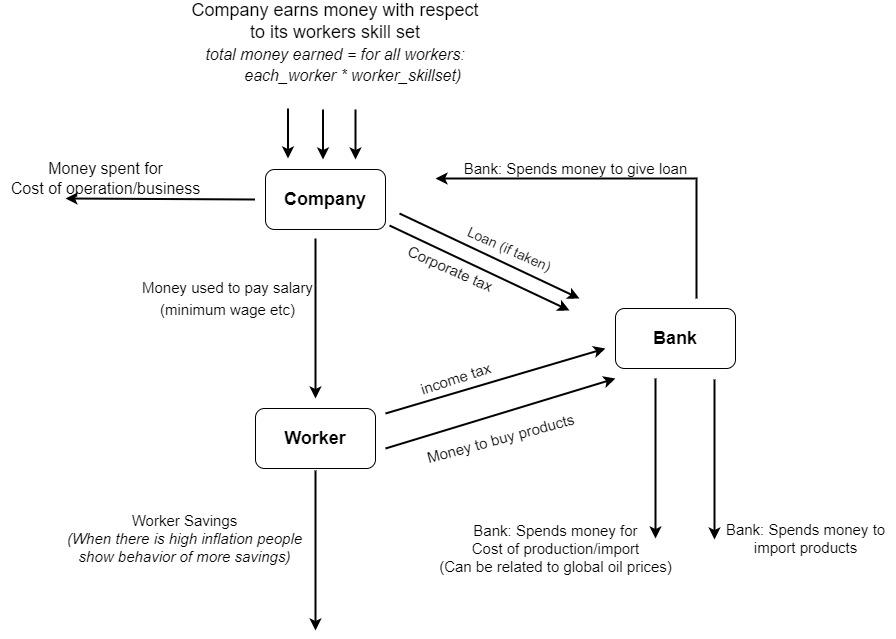 Company earns money with respect
to its workers skill set
total money earned = for all workers:
each_worker * worker_skillset)
Money spent for
Cost of operation/business
Company
Bank: Spends money to give loan
Loan (if taken)
Corporate tax
Money used to pay salary
(minimum wage etc)
Bank
income tax
Worker
Money to buy products
Worker Savings
(When there is high inflation people
show behavior of more savings)
Bank: Spends money for
Cost of production/import
(Can be related to global oil prices)
Bank: Spends money to
import products